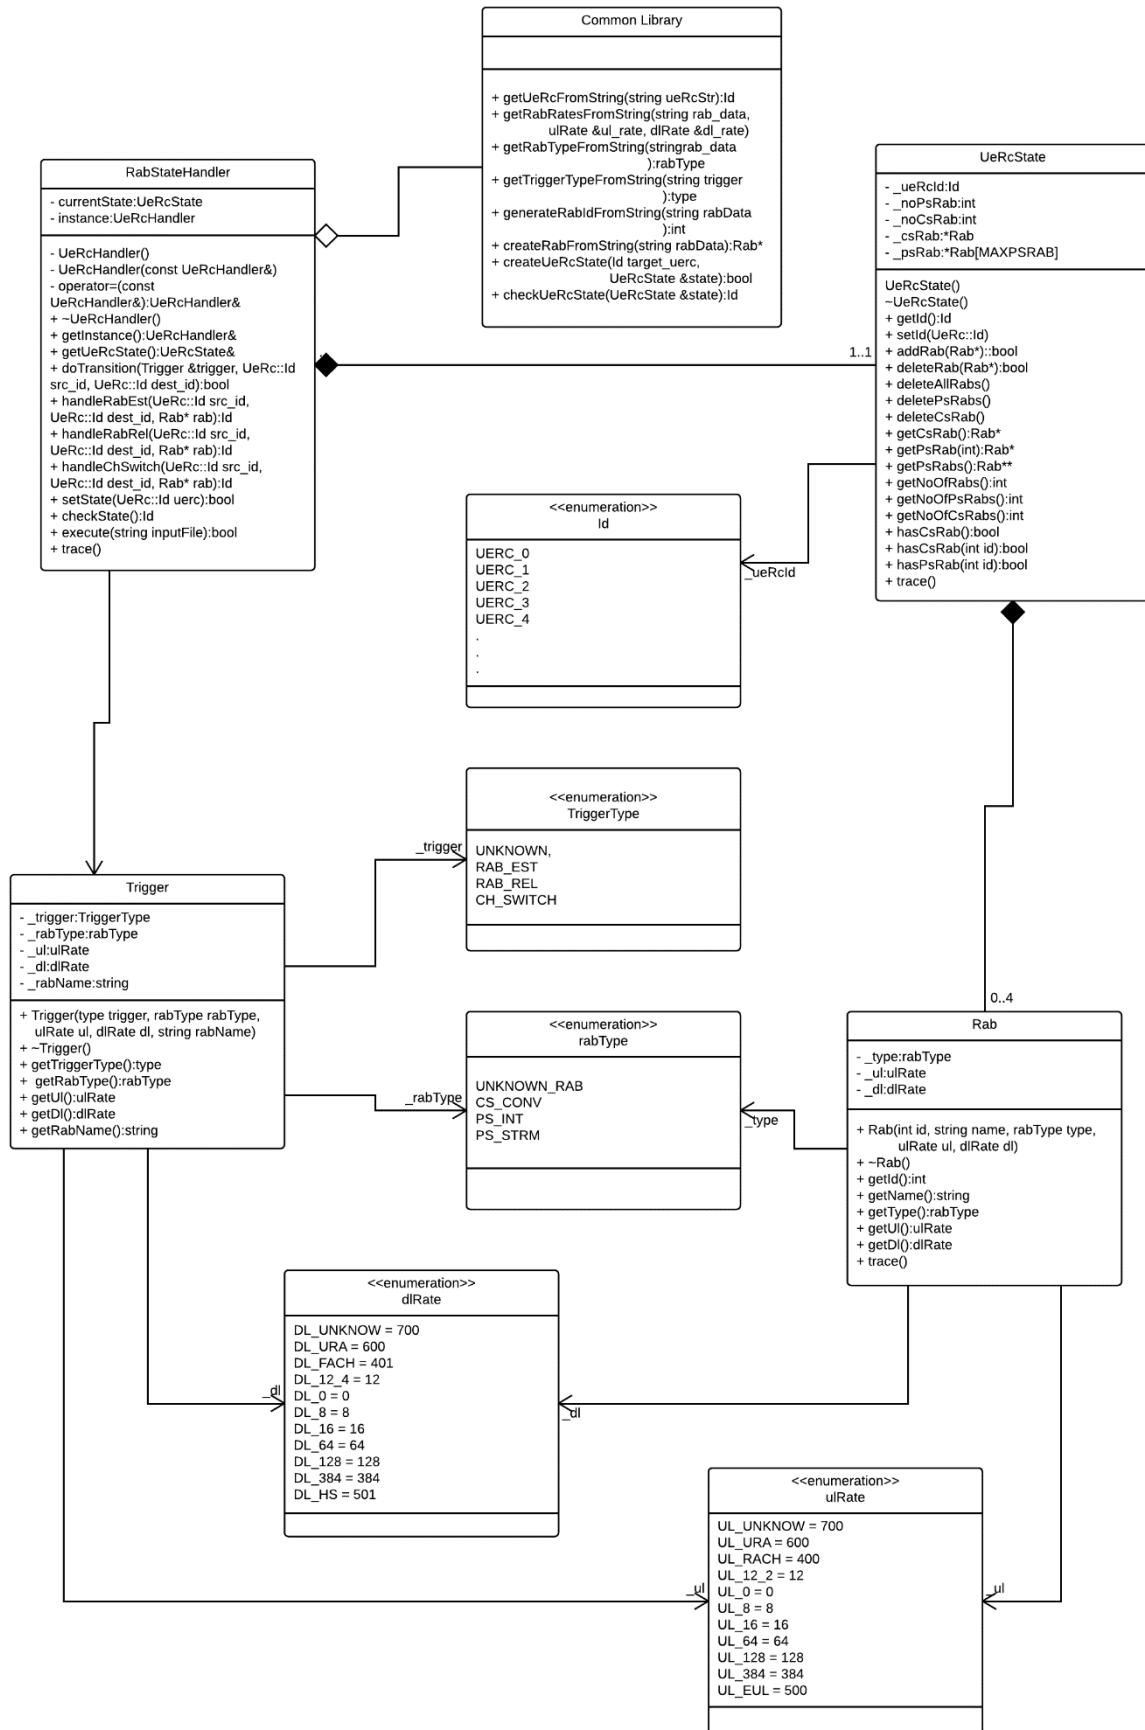 Common Library
+ getUeRcFromString(string ueRcStr):Id
+ getRabRatesFromString(string rab_data,
ulRate &ul_rate, dlRate &dl_rate)
+ getRabTypeFromString(stringrab_data
):rabType
+ getTriggerTypeFromString(string trigger
):type
+ generateRabIdFromString(string rabData
):int
+ createRabFromString(string rabData):Rab*
+ createUeRcState(Id target_uerc,
UeRcState &state):bool
+ checkUeRcState(UeRcState &state):Id
RabStateHandler
- currentState:UeRcState
- instance:UeRcHandler
- UeRcHandler()
- UeRcHandler(const UeRcHandler&)
- operator=(const
UeRcHandler&):UeRcHandler&
+ ~UeRcHandler()
+ getInstance():UeRcHandler&
+ getUeRcState():UeRcState&
+ doTransition(Trigger &trigger, UeRc::Id
src_id, UeRc::Id dest_id):bool
+ handleRabEst(UeRc::Id src_id,
UeRc::Id dest_id, Rab* rab):Id
+ handleRabRel(UeRc::Id src_id,
UeRc::Id dest_id, Rab* rab):Id
+ handleChSwitch(UeRc::Id src_id,
UeRc::Id dest_id, Rab* rab):Id
+ setState(UeRc::Id uerc):bool
+ checkState():Id
+ execute(string inputFile):bool
+ trace()
1..1
UeRcState
- _ueRcId:Id
- _noPsRab:int
- _noCsRab:int
- _csRab:*Rab
- _psRab:*Rab[MAXPSRAB]
UeRcState()
~UeRcState()
+ getId():Id
+ setId(UeRc::Id)
+ addRab(Rab*)::bool
+ deleteRab(Rab*):bool
+ deleteAllRabs()
+ deletePsRabs()
+ deleteCsRab()
+ getCsRab():Rab*
+ getPsRab(int):Rab*
+ getPsRabs():Rab**
+ getNoOfRabs():int
+ getNoOfPsRabs():int
+ getNoOfCsRabs():int
+ hasCsRab():bool
+ hasCsRab(int id):bool
+ hasPsRab(int id):bool
+ trace()
<<enumeration>>
Id
UERC_0
UERC_1
UERC_2
UERC_3
UERC_4
.
.
.
_ueRcId
<<enumeration>>
TriggerType
UNKNOWN,
RAB_EST
RAB_REL
CH_SWITCH
_trigger
Trigger
- _trigger:TriggerType
- _rabType:rabType
- _ul:ulRate
- _dl:dlRate
- _rabName:string
+ Trigger(type trigger, rabType rabType,
ulRate ul, dlRate dl, string rabName)
+ ~Trigger()
+ getTriggerType():type
+ getRabType():rabType
+ getUl():ulRate
+ getDl():dlRate
+ getRabName():string
_rabType
<<enumeration>>
rabType
UNKNOWN_RAB
CS_CONV
PS_INT
PS_STRM
_type
0..4
Rab
- _type:rabType
- _ul:ulRate
- _dl:dlRate
+ Rab(int id, string name, rabType type,
ulRate ul, dlRate dl)
+ ~Rab()
+ getId():int
+ getName():string
+ getType():rabType
+ getUl():ulRate
+ getDl():dlRate
+ trace()
<<enumeration>>
dlRate
DL_UNKNOW = 700
DL_URA = 600
DL_FACH = 401
DL_12_4 = 12
DL_0 = 0
DL_8 = 8
DL_16 = 16
DL_64 = 64
DL_128 = 128
DL_384 = 384
DL_HS = 501
_dl
_dl
<<enumeration>>
ulRate
UL_UNKNOW = 700
UL_URA = 600
UL_RACH = 400
UL_12_2 = 12
UL_0 = 0
UL_8 = 8
UL_16 = 16
UL_64 = 64
UL_128 = 128
UL_384 = 384
UL_EUL = 500
_ul
_ul